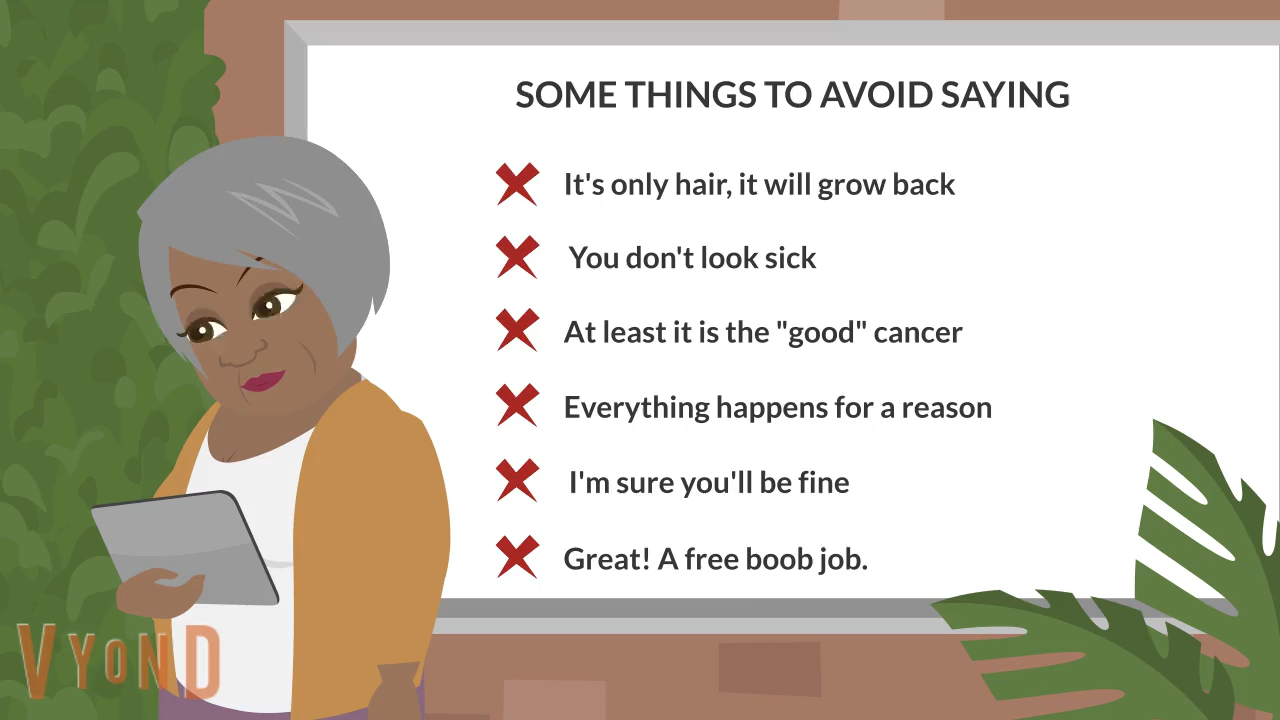 SOME THINGS TO AVOID SAYING
It's only hair, it will grow back
You don't look sick
At least it is the "good" cancer
Everything happens for a reason
I'm sure you'll be fine
Great! A free boob job.
VYOND